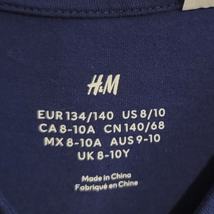 H&M
EUR 134/140 US 8/10
CA 8-10A CN 140/68
MX 8-10A AUS 9-10
UK 8-10Y
Made in China
Fabriqué en Chine